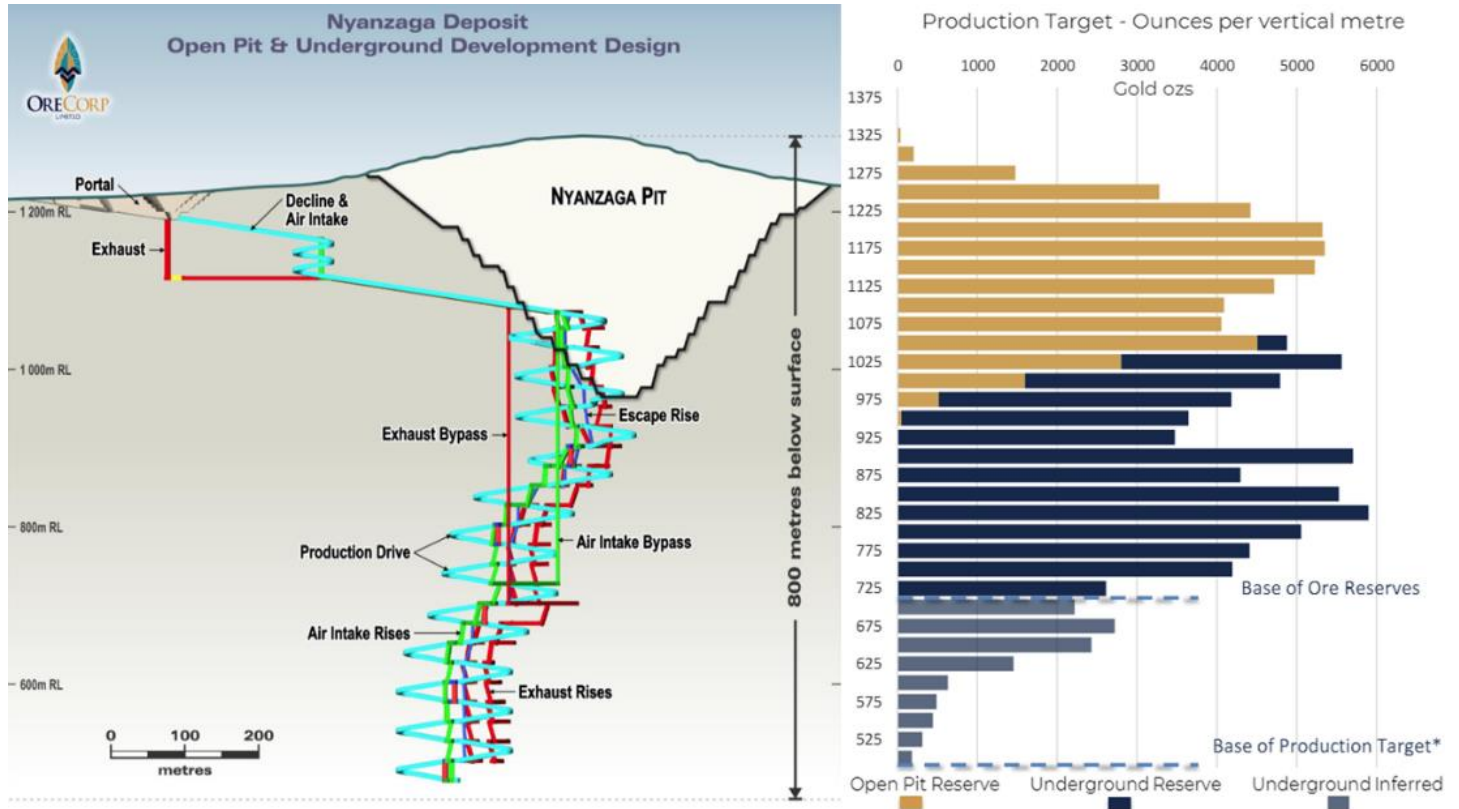 Nyanzaga Deposit
Open Pit & Underground Development Design
ORECORP
LIMITED
Portal
Decline &
Air Intake
NYANZAGA PIT
1 200m RL
Exhaust
1 000m RL
Escape Rise
Exhaust Bypass
800m RL
Air Intake Bypass
Production Drive
Air Intake Rises
600m RL
Exhaust Rises
0 100 200
metres
800 metres below surface
Production Target - Ounces per vertical metre
0 1000 2000 3000 4000 5000 6000
Gold ozs
1375
1325
1275
1225
1175
1125
1075
1025
975
925
875
825
775
725
Base of Ore Reserves
675
625
575
525
Base of Production Target*
Open Pit Reserve Underground Reserve Underground Inferred